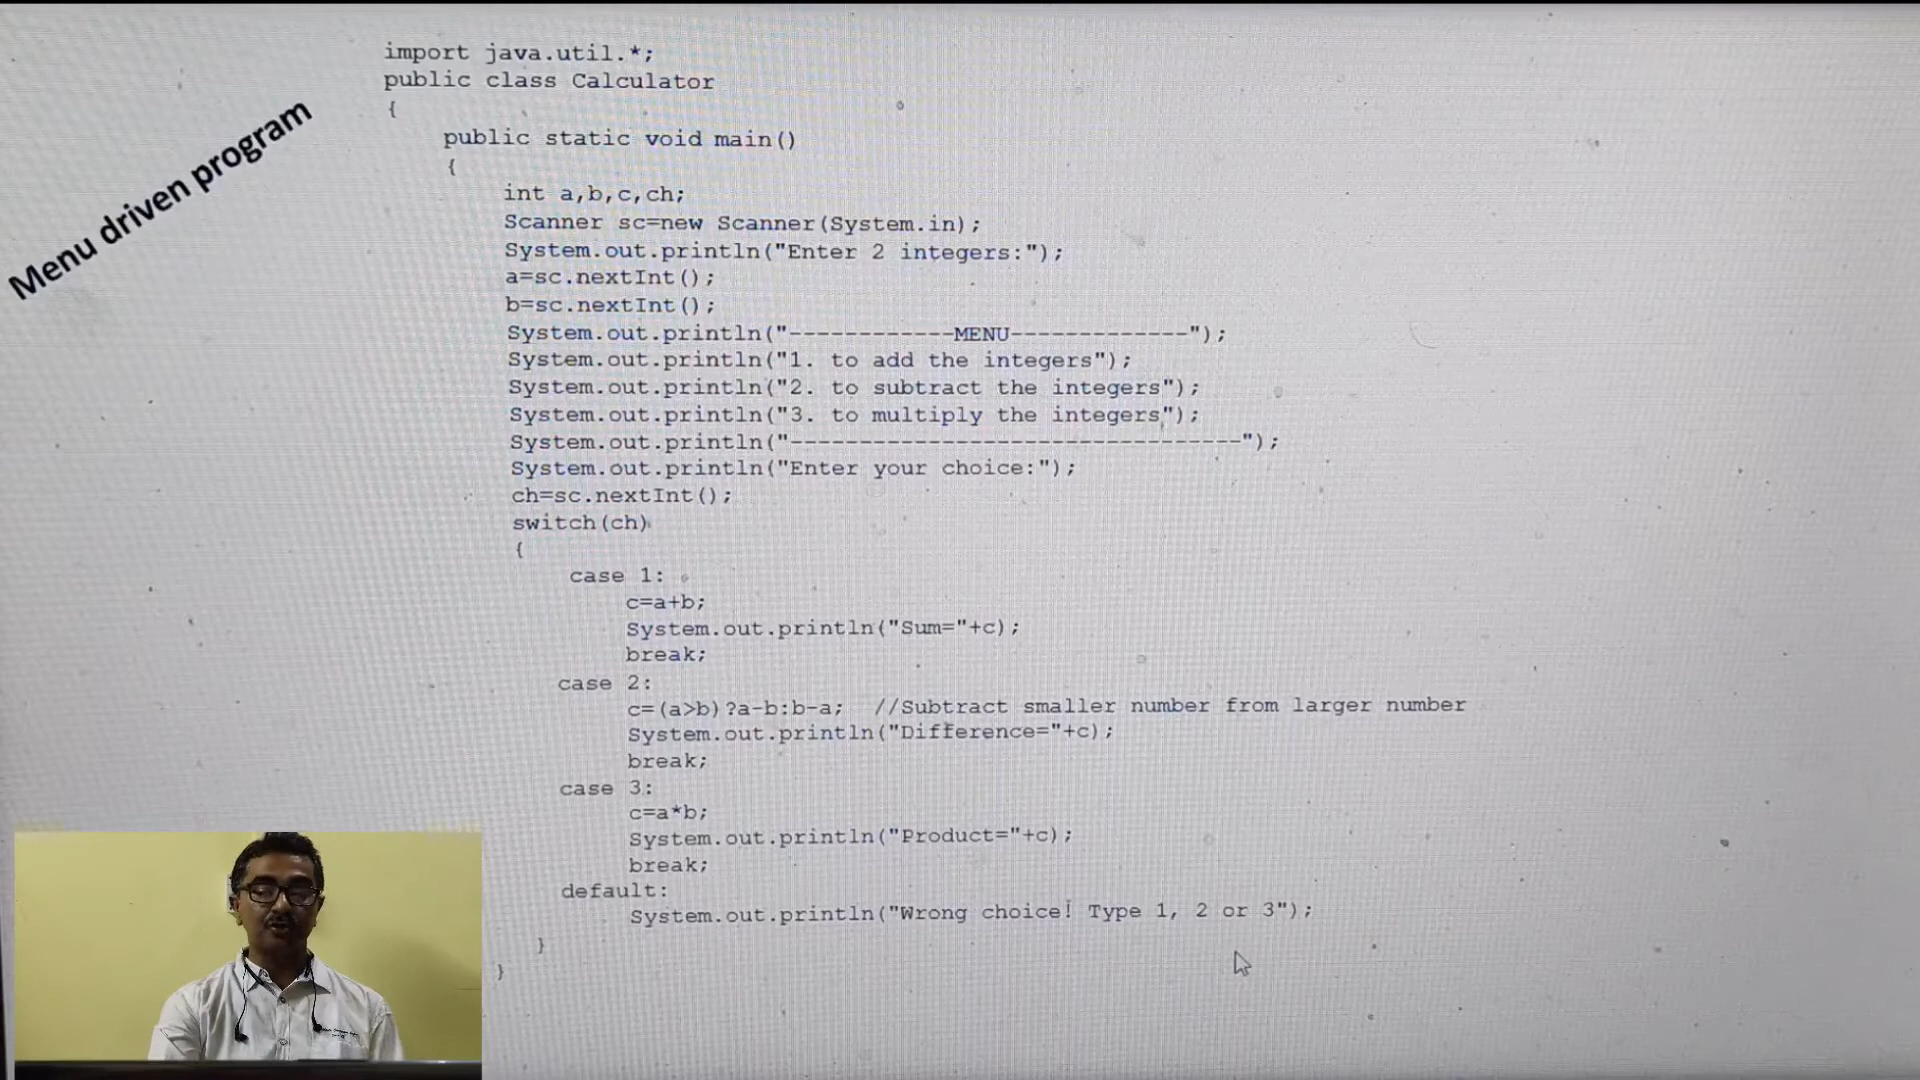 Menu driven program
import java.util.*;
public class Calculator
{
public static void main()
{
int a,b,c,ch;
Scanner sc=new Scanner(System.in);
System.out.println("Enter 2 integers:");
a=sc.nextInt();
b=sc.nextInt();
System.out.println("------------MENU-------------");
System.out.println("1. to add the integers");
System.out.println("2. to subtract the integers");
System.out.println("3. to multiply the integers");
System.out.println("---------------------------------");
System.out.println("Enter your choice:");
ch=sc.nextInt();
switch(ch)
{
case 1:
c=a+b;
System.out.println("Sum="+c);
break;
case 2:
c=(a>b)?a-b:b-a; //Subtract smaller number from larger number
System.out.println("Difference="+c);
break;
case 3:
c=a*b;
System.out.println("Product="+c);
break;
default:
System.out.println("Wrong choice! Type 1, 2 or 3");
}
}